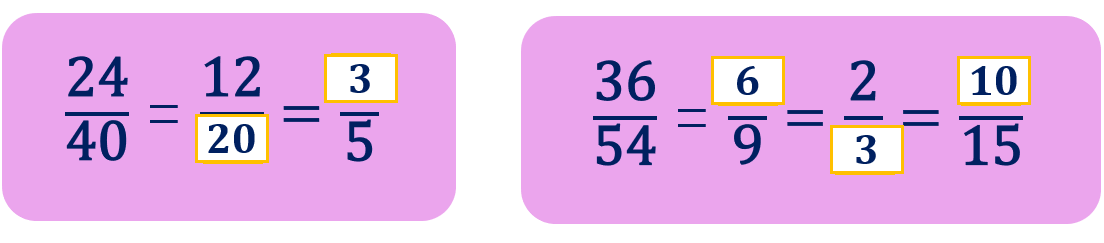 24/40 = 12/20 = 3/5
36/54 = 6/9 = 2/3 = 10/15